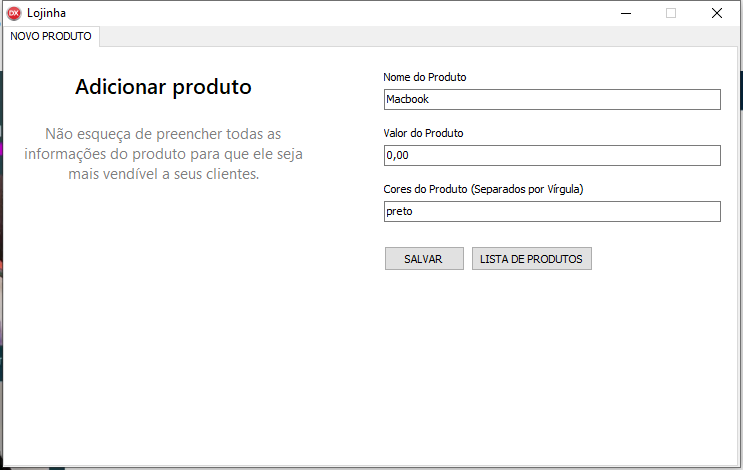 DX
Lojinha
NOVO PRODUTO
Adicionar produto
Não esqueça de preencher todas as
informações do produto para que ele seja
mais vendível a seus clientes.
Nome do Produto
Macbook
Valor do Produto
0,00
Cores do Produto (Separados por Vírgula)
preto
SALVAR
LISTA DE PRODUTOS